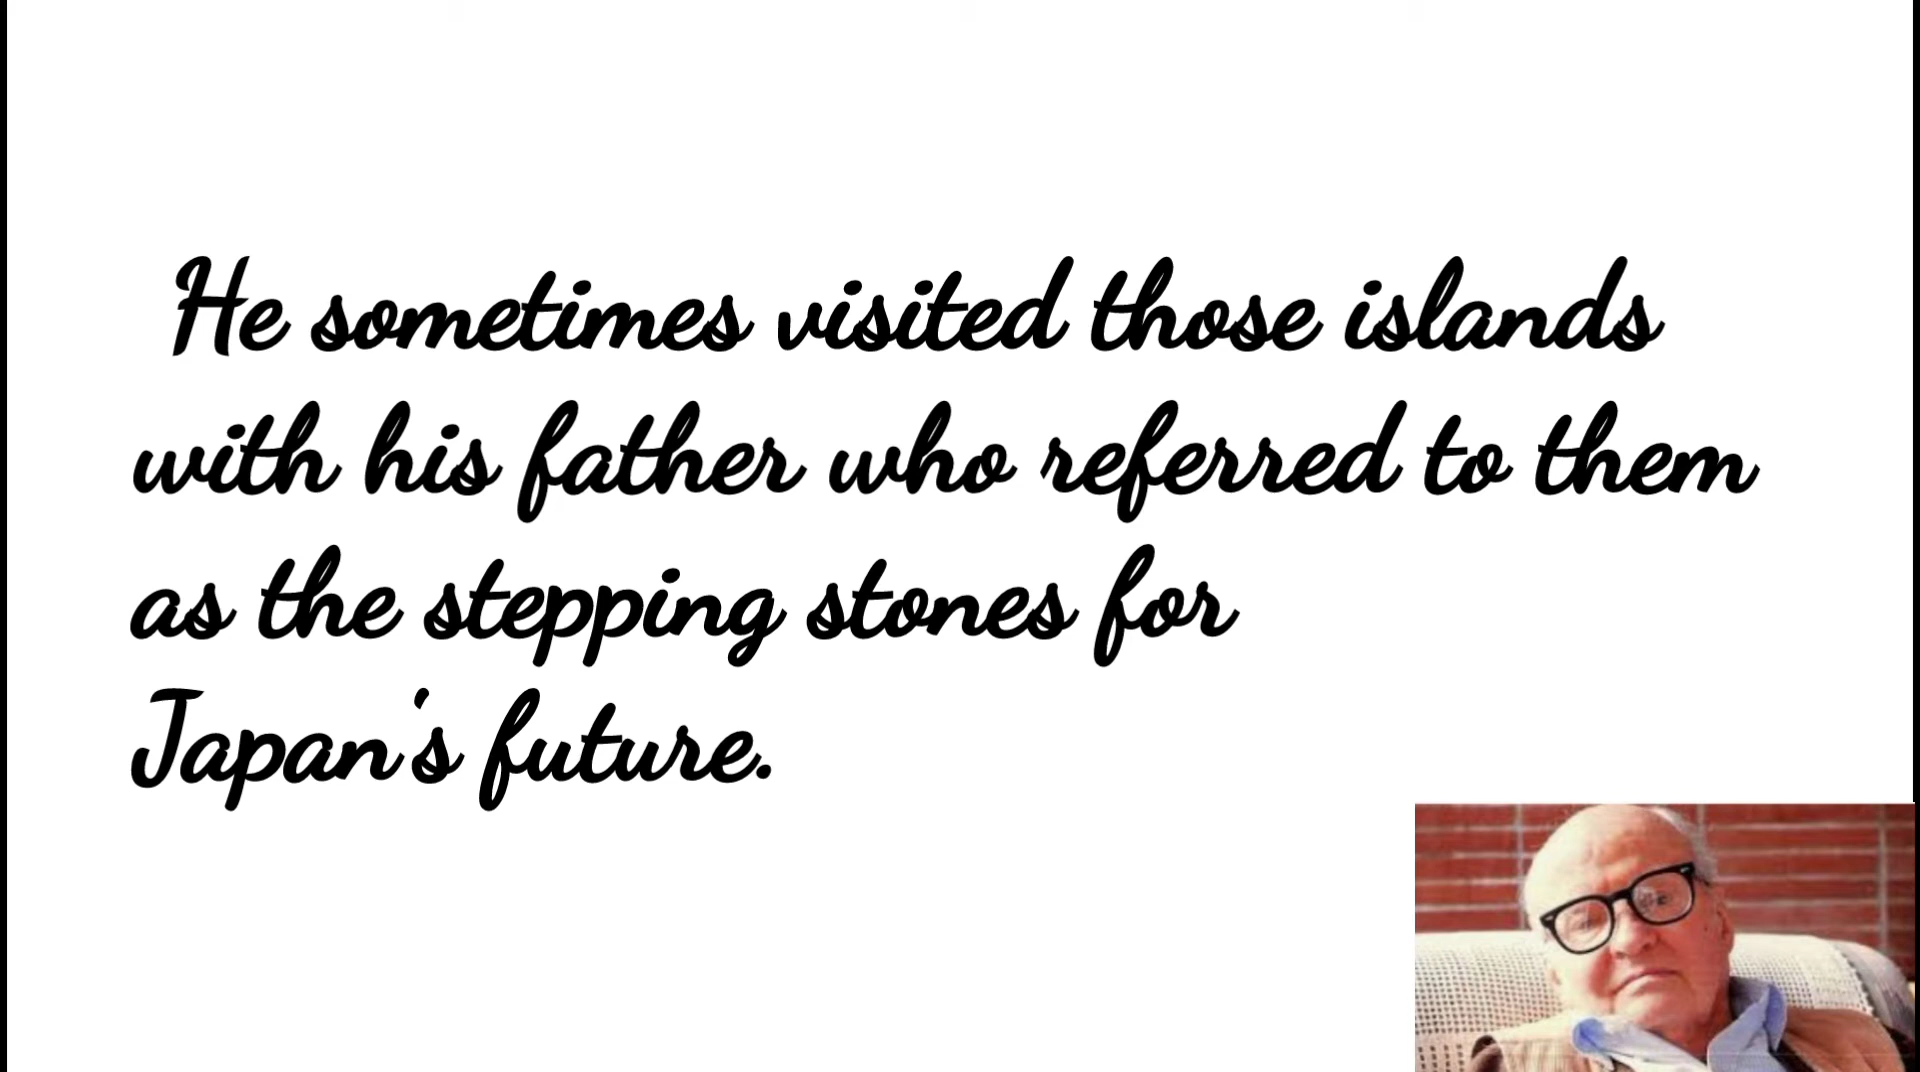 He sometimes visited those islands
with his father who referred to them
as the stepping stones for
Japan's future.